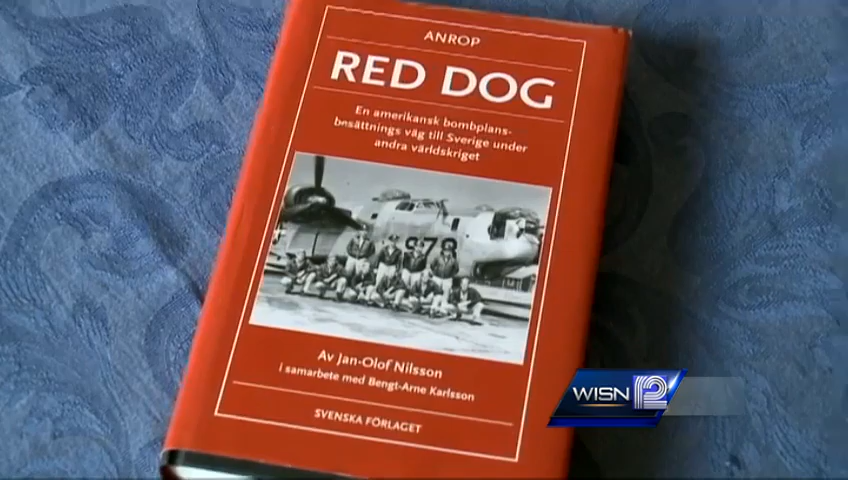 ANROP
RED DOG
En amerikansk bombplans-
besättnings väg till Sverige under
andra världskriget
978
Av Jan-Olof Nilsson
i samarbete med Bengt-Arne Karlsson
SVENSKA FÖRLAGET
WISN 12